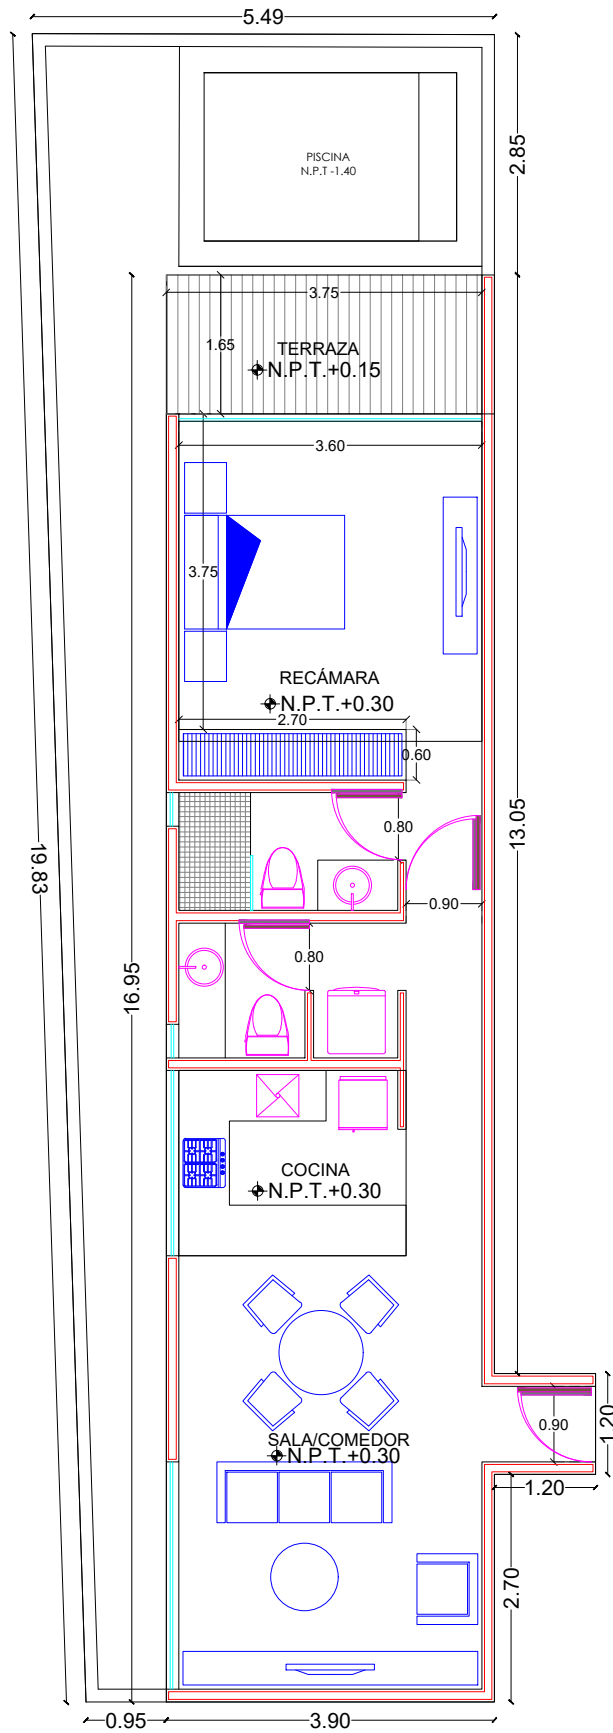 5.49
2.85
PISCINA
N.P.T -1.40
3.75
1.65
TERRAZA
N.P.T.+0.15
3.60
3.75
RECÁMARA
N.P.T.+0.30
2.70
0.60
0.80
13.05
19.83
0.90
0.80
16.95
COCINA
N.P.T.+0.30
0.90
1.20
SALA/COMEDOR
N.P.T.+0.30
1.20
2.70
0.95
3.90